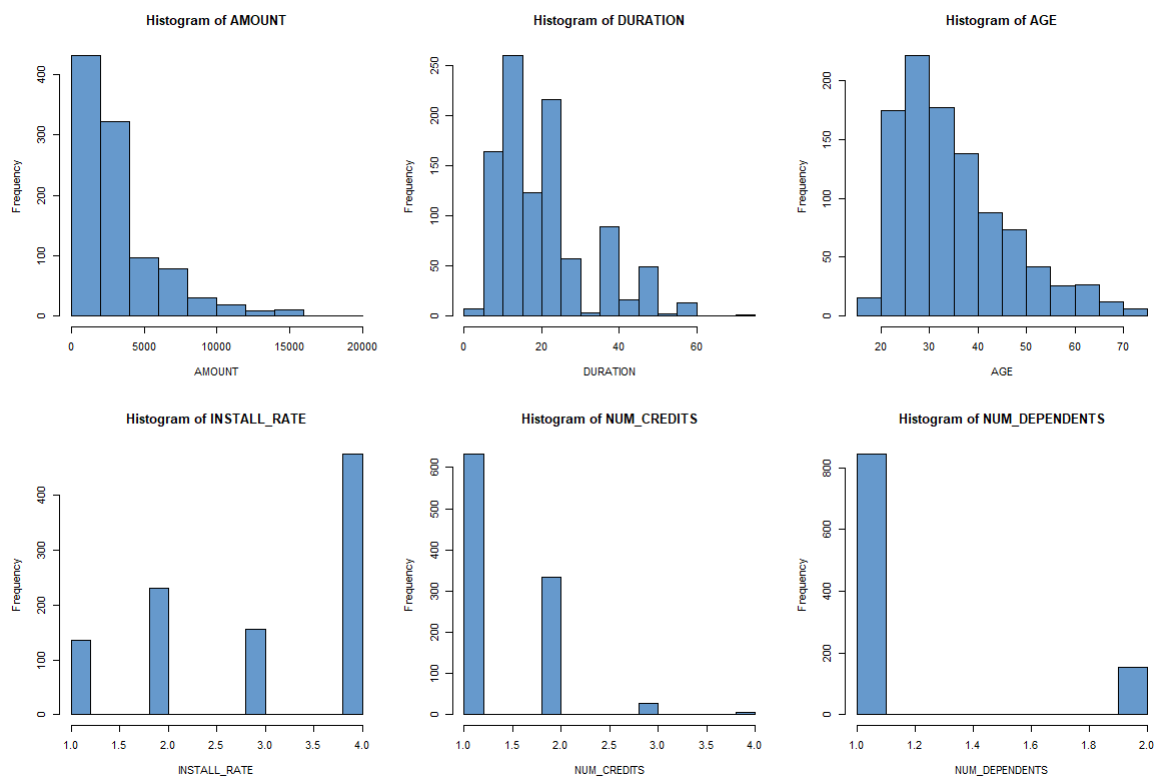 Histogram of AMOUNT
Frequency
0 100 200 300 400
0 5000 10000 15000 20000
AMOUNT
Histogram of DURATION
Frequency
0 50 100 150 200 250
0 20 40 60
DURATION
Histogram of AGE
Frequency
0 50 100 150 200
20 30 40 50 60 70
AGE
Histogram of INSTALL_RATE
Frequency
0 100 200 300 400
1.0 1.5 2.0 2.5 3.0 3.5 4.0
INSTALL_RATE
Histogram of NUM_CREDITS
Frequency
0 100 200 300 400 500 600
1.0 1.5 2.0 2.5 3.0 3.5 4.0
NUM_CREDITS
Histogram of NUM_DEPENDENTS
Frequency
0 200 400 600 800
1.0 1.2 1.4 1.6 1.8 2.0
NUM_DEPENDENTS